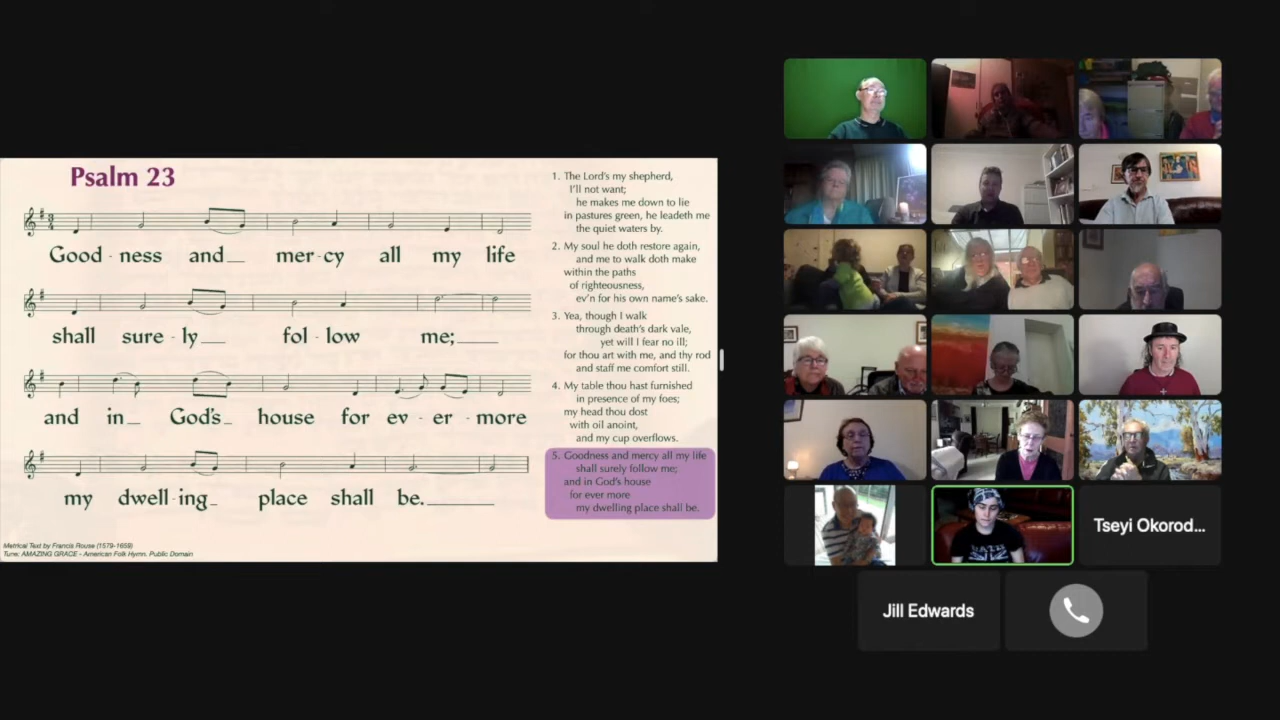 Psalm 23
Good - ness and__ mer - cy all my life
shall sure - ly___ fol - low me;____
and in__ God's_ house for ev - er - more
my dwell - ing_ place shall be.______
Metrical Text by Francis Rouse (1579-1659)
Tune: AMAZING GRACE - American Folk Hymn. Public Domain
1. The Lord's my shepherd,
I'll not want;
he makes me down to lie
in pastures green, he leadeth me
the quiet waters by.
2. My soul he doth restore again,
and me to walk doth make
within the paths
of righteousness,
ev'n for his own name's sake.
3. Yea, though I walk
through death's dark vale,
yet will I fear no ill;
for thou art with me, and thy rod
and staff me comfort still.
4. My table thou hast furnished
in presence of my foes;
my head thou dost
with oil anoint,
and my cup overflows.
5. Goodness and mercy all my life
shall surely follow me;
and in God's house
for ever more
my dwelling place shall be.
Tseyi Okorod...
Jill Edwards